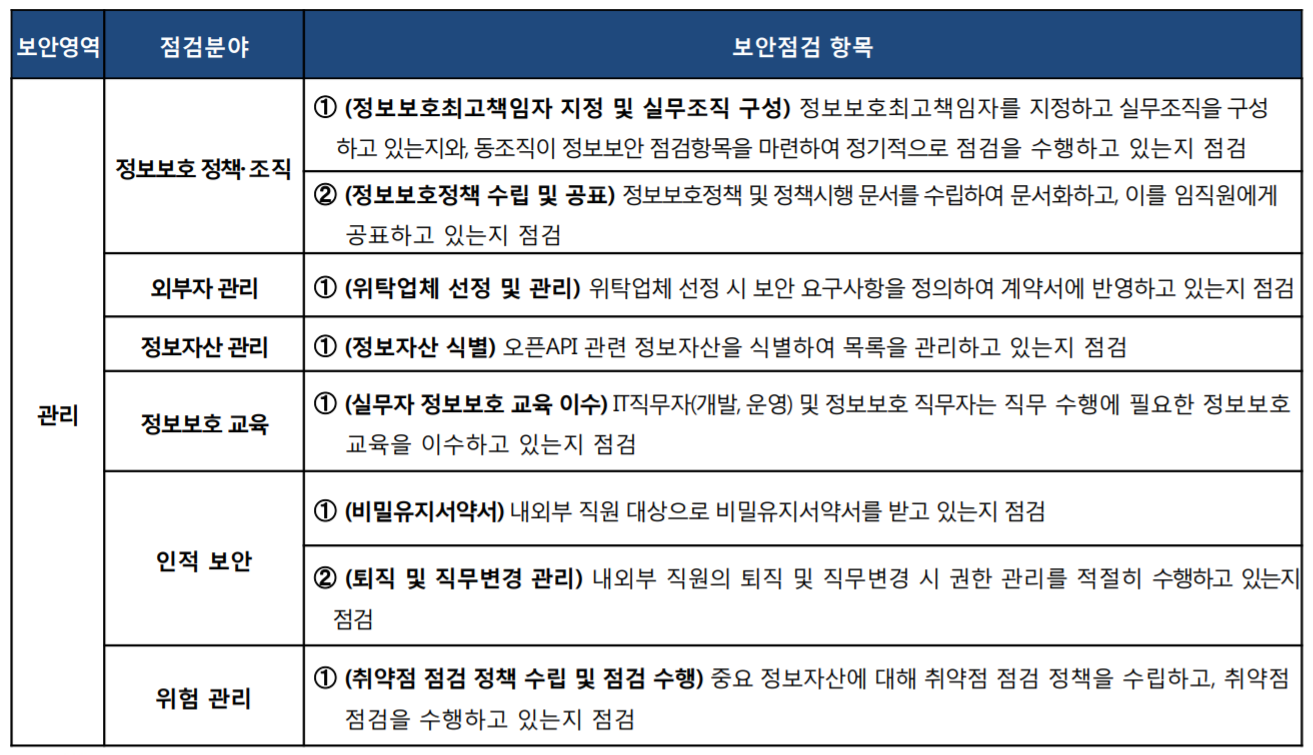 보안영역 점검분야 보안점검 항목
관리
정보보호 정책·조직
① (정보보호최고책임자 지정 및 실무조직 구성) 정보보호최고책임자를 지정하고 실무조직을 구성
하고 있는지와, 동조직이 정보보안 점검항목을 마련하여 정기적으로 점검을 수행하고 있는지 점검
② (정보보호정책 수립 및 공표) 정보보호정책 및 정책시행 문서를 수립하여 문서화하고, 이를 임직원에게
공표하고 있는지 점검
외부자 관리
① (위탁업체 선정 및 관리) 위탁업체 선정 시 보안 요구사항을 정의하여 계약서에 반영하고 있는지 점검
정보자산 관리
① (정보자산 식별) 오픈API 관련 정보자산을 식별하여 목록을 관리하고 있는지 점검
정보보호 교육
① (실무자 정보보호 교육 이수) IT직무자(개발, 운영) 및 정보보호 직무자는 직무 수행에 필요한 정보보호
교육을 이수하고 있는지 점검
인적 보안
① (비밀유지서약서) 내외부 직원 대상으로 비밀유지서약서를 받고 있는지 점검
② (퇴직 및 직무변경 관리) 내외부 직원의 퇴직 및 직무변경 시 권한 관리를 적절히 수행하고 있는지
점검
위험 관리
① (취약점 점검 정책 수립 및 점검 수행) 중요 정보자산에 대해 취약점 점검 정책을 수립하고, 취약점
점검을 수행하고 있는지 점검